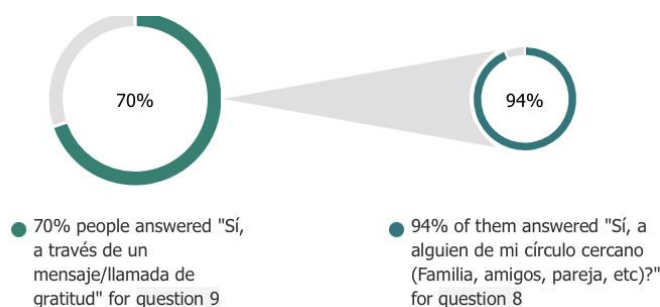 70%
94%
70% people answered "Sí,
a través de un
mensaje/llamada de
gratitud" for question 9
94% of them answered "Sí, a
alguien de mi círculo cercano
(Familia, amigos, pareja, etc)?"
for question 8